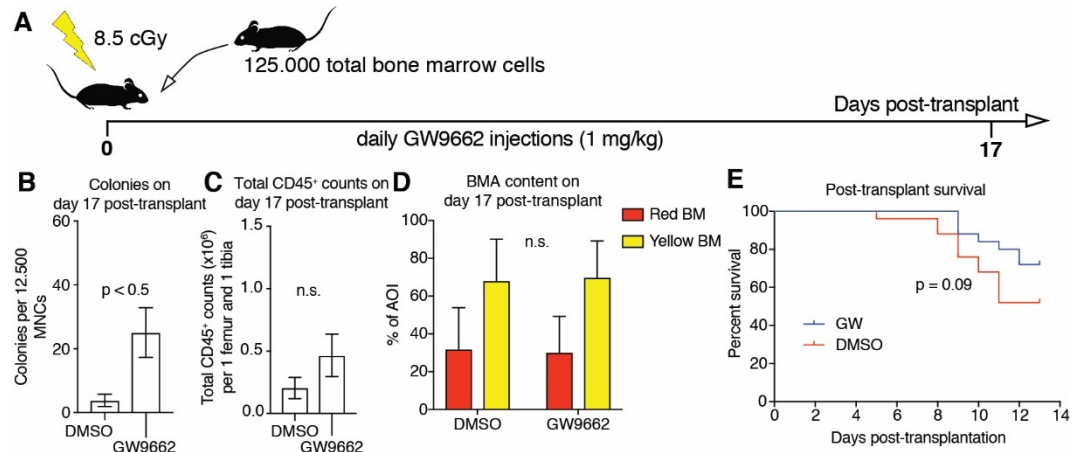 A
8.5 cGy
125.000 total bone marrow cells
Days post-transplant
0
daily GW9662 injections (1 mg/kg)
17
B
Colonies on
day 17 post-transplant
Colonies per 12.500
MNCs
60
40
20
0
p < 0.5
DMSO
GW9662
C
Total CD45⁺ counts on
day 17 post-transplant
Total CD45⁺ counts (x10⁶)
per 1 femur and 1 tibia
1.5
1.0
0.5
0.0
n.s.
DMSO
GW9662
D
BMA content on
day 17 post-transplant
% of AOI
100
80
60
40
20
0
n.s.
Red BM
Yellow BM
DMSO
GW9662
E
Post-transplant survival
Percent survival
100
80
60
40
20
0
p = 0.09
GW
DMSO
0 2 4 6 8 10 12 14
Days post-transplantation